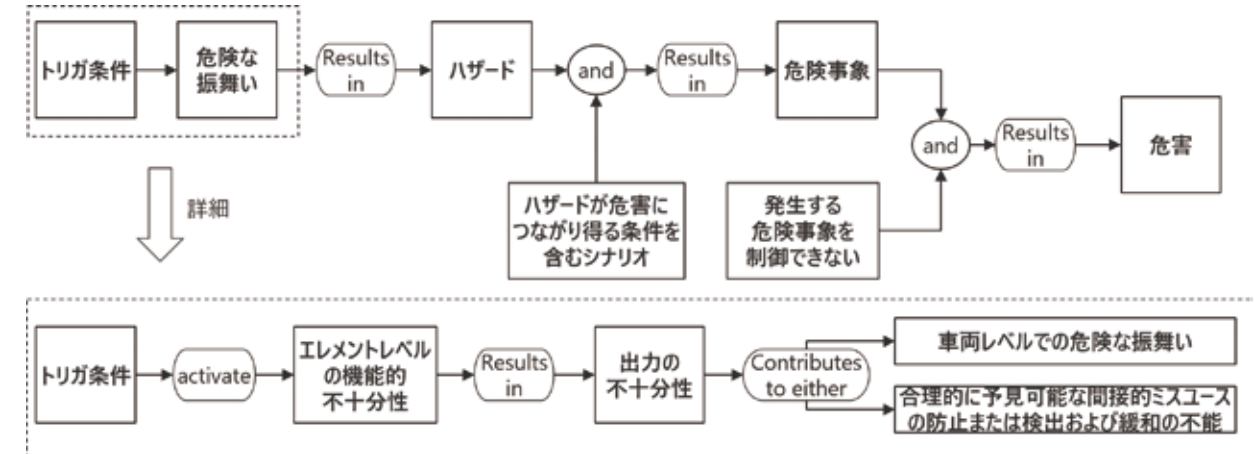 トリガ条件
危険な
振舞い
Results
in
ハザード
and
Results
in
危険事象
and
Results
in
危害
詳細
ハザードが危害に
つながり得る条件を
含むシナリオ
発生する
危険事象を
制御できない
トリガ条件
activate
エレメントレベル
の機能的
不十分性
Results
in
出力の
不十分性
Contributes
to either
車両レベルでの危険な振舞い
合理的に予見可能な間接的ミスユース
の防止または検出および緩和の不能